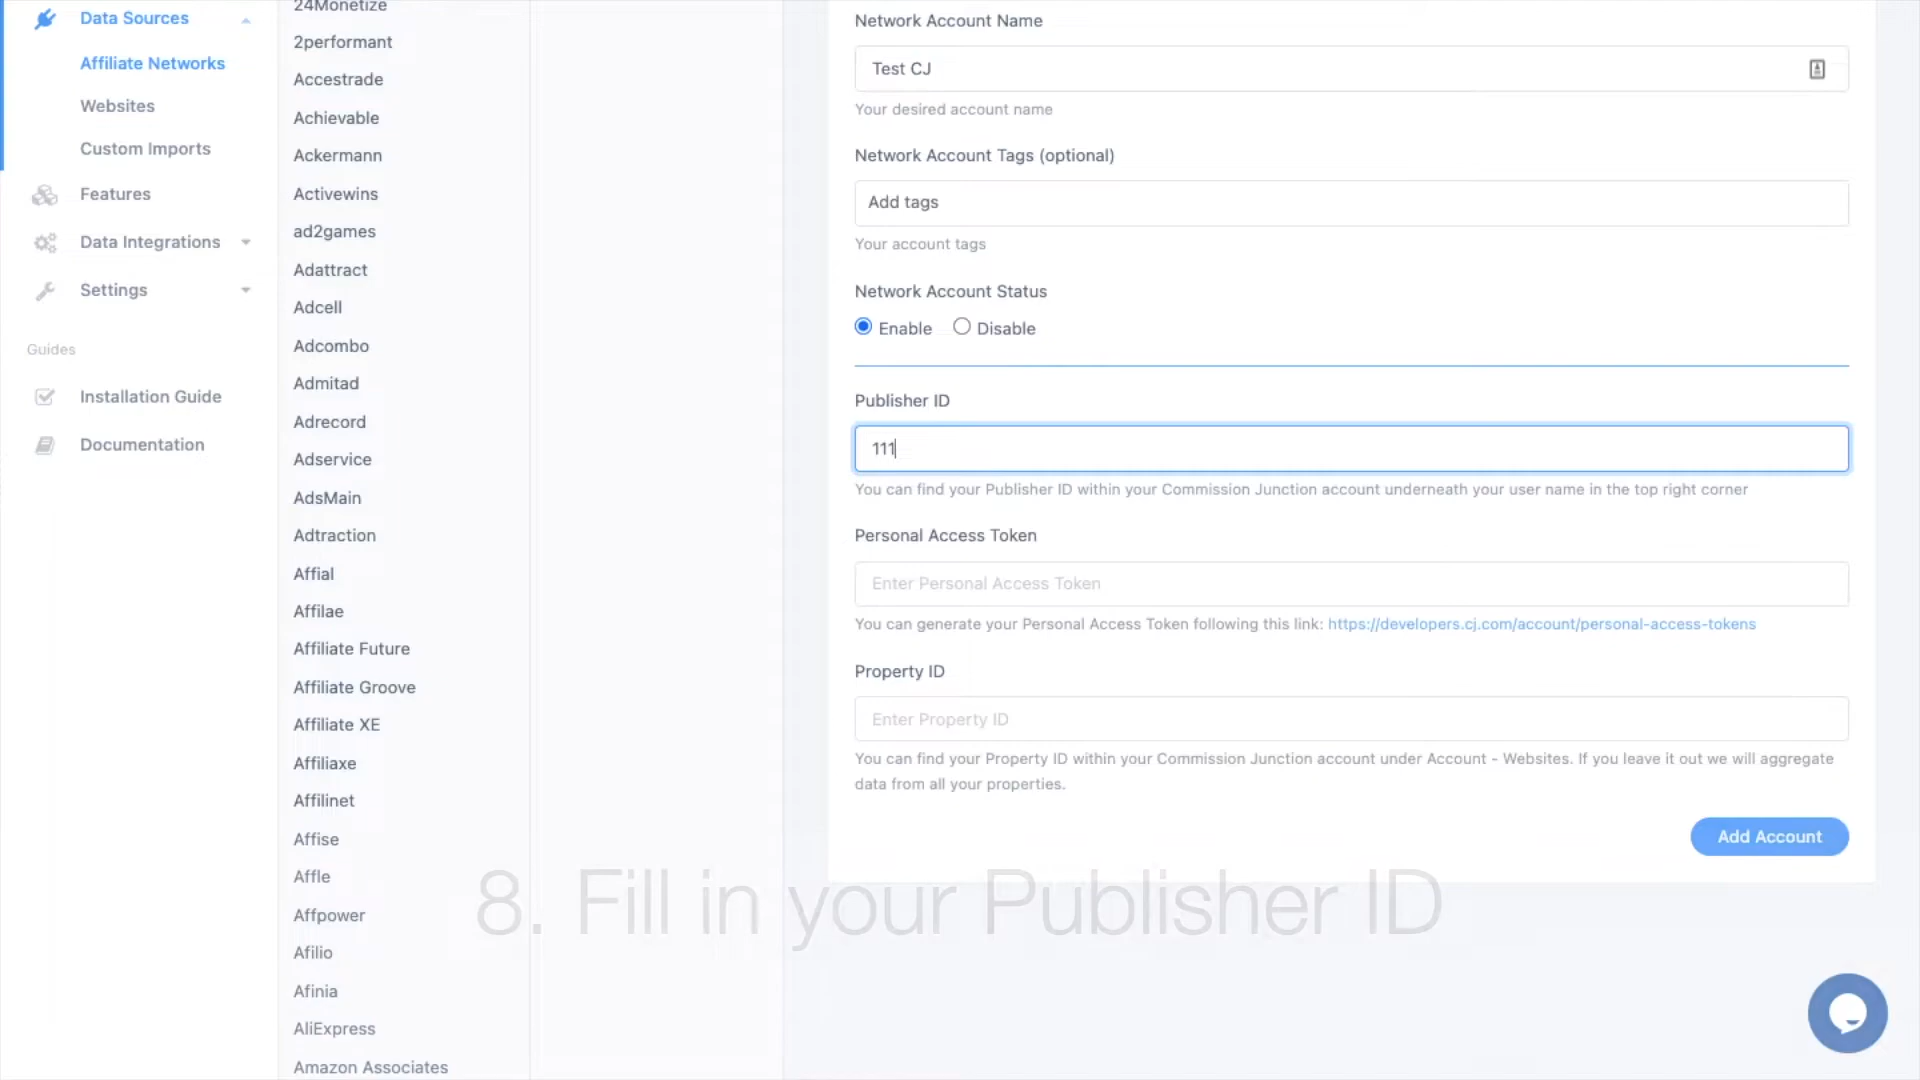 Data Sources
Affiliate Networks
Websites
Custom Imports
Features
Data Integrations
Settings
Guides
Installation Guide
Documentation
24Monetize
2performant
Accestrade
Achievable
Ackermann
Activewins
ad2games
Adattract
Adcell
Adcombo
Admitad
Adrecord
Adservice
AdsMain
Adtraction
Affial
Affilae
Affiliate Future
Affiliate Groove
Affiliate XE
Affiliaxe
Affilinet
Affise
Affle
Affpower
Afilio
Afinia
AliExpress
Amazon Associates
Network Account Name
Test CJ
Your desired account name
Network Account Tags (optional)
Add tags
Your account tags
Network Account Status
Enable Disable
Publisher ID
111
You can find your Publisher ID within your Commission Junction account underneath your user name in the top right corner
Personal Access Token
Enter Personal Access Token
You can generate your Personal Access Token following this link: https://developers.cj.com/account/personal-access-tokens
Property ID
Enter Property ID
You can find your Property ID within your Commission Junction account under Account - Websites. If you leave it out we will aggregate
data from all your properties.
Add Account
8. Fill in your Publisher ID